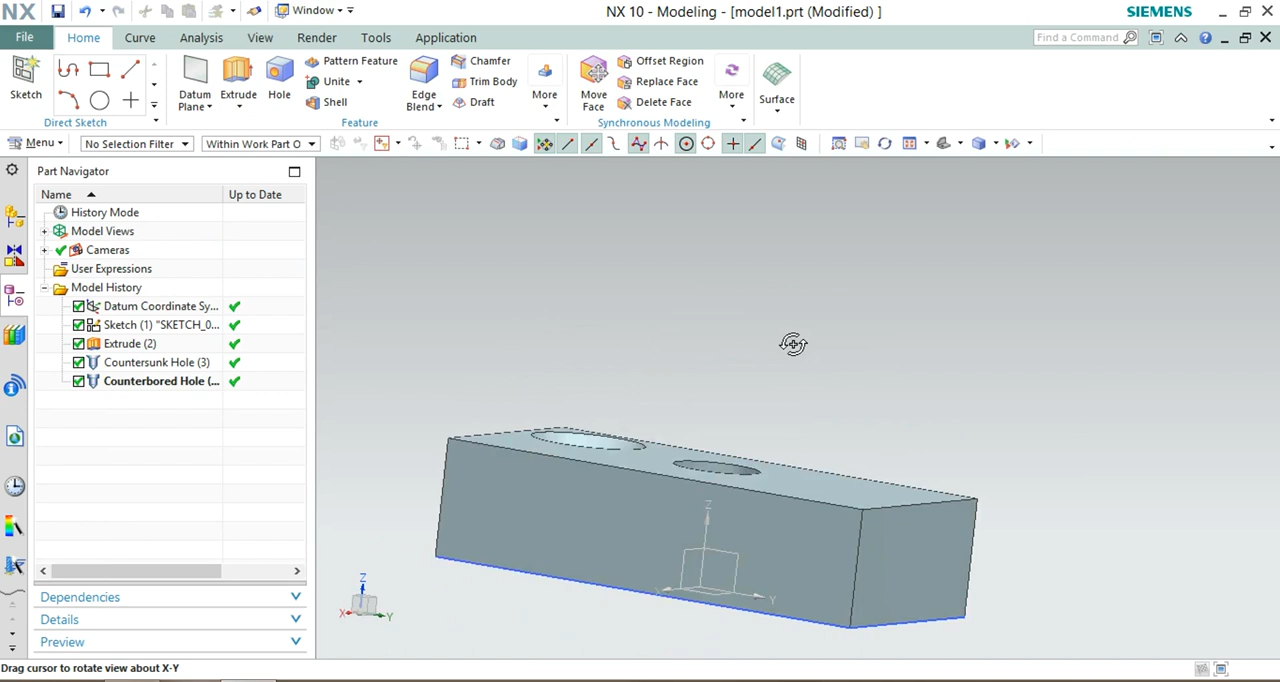 NX Window NX 10 - Modeling - [model1.prt (Modified) ] SIEMENS
File Home Curve Analysis View Render Tools Application Find a Command
Sketch Datum Plane Extrude Hole Pattern Feature Unite Shell Edge Blend Chamfer Trim Body Draft More Move Face Offset Region Replace Face Delete Face More Surface
Direct Sketch Feature Synchronous Modeling
Menu No Selection Filter Within Work Part O
Part Navigator
Name Up to Date
History Mode
Model Views
Cameras
User Expressions
Model History
Datum Coordinate Sy...
Sketch (1) "SKETCH_0...
Extrude (2)
Countersunk Hole (3)
Counterbored Hole (...
Z
Y
Z
X Y
Dependencies
Details
Preview
Drag cursor to rotate view about X-Y